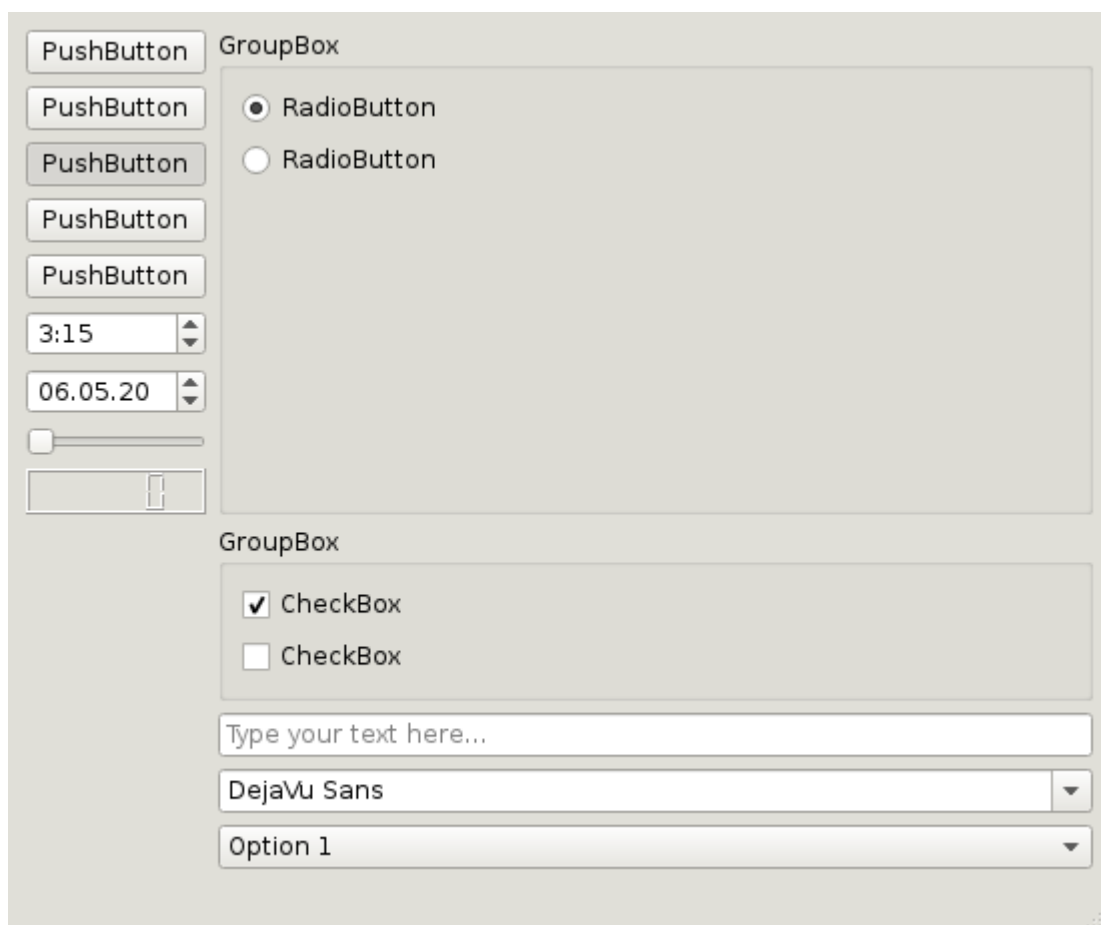 PushButton
PushButton
PushButton
PushButton
PushButton
3:15
06.05.20
0
GroupBox
RadioButton
RadioButton
GroupBox
CheckBox
CheckBox
Type your text here...
DejaVu Sans
Option 1